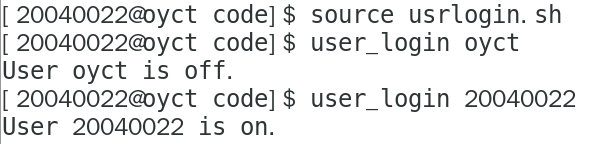 [20040022@oyct code]$ source usrlogin.sh
[20040022@oyct code]$ user_login oyct
User oyct is off.
[20040022@oyct code]$ user_login 20040022
User 20040022 is on.